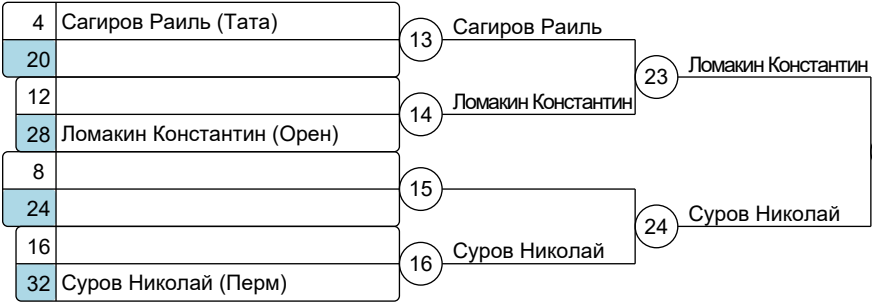 4 Сагиров Раиль (Тата)
20
13 Сагиров Раиль
12
28 Ломакин Константин (Орен)
14 Ломакин Константин
23 Ломакин Константин
8
24
15
16
32 Суров Николай (Перм)
16 Суров Николай
24 Суров Николай